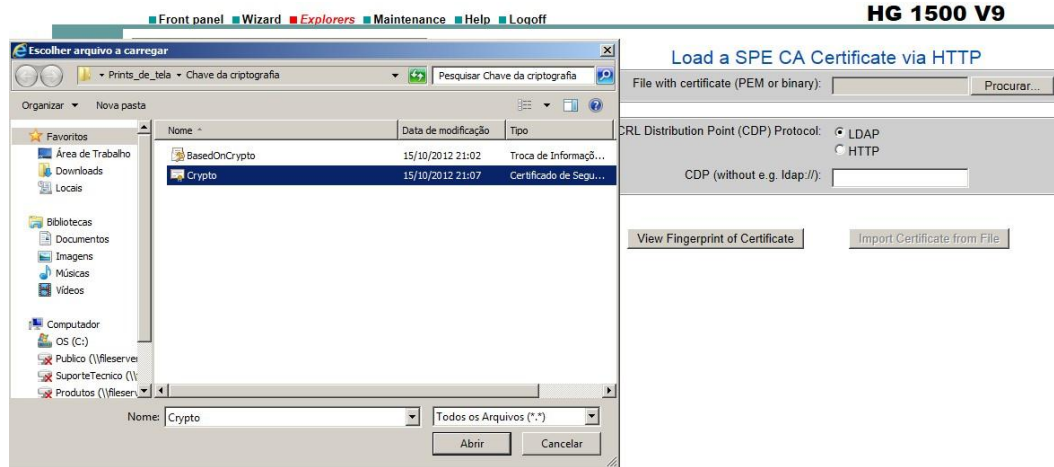 Front panel Wizard Explorers Maintenance Help Logoff
HG 1500 V9
Escolher arquivo a carregar
Prints_de_tela Chave da criptografia
Pesquisar Chave da criptografia
Organizar Nova pasta
Favoritos
Área de Trabalho
Downloads
Locais
Bibliotecas
Documentos
Imagens
Músicas
Vídeos
Computador
OS (C:)
Publico (\\fileserver
SuporteTecnico (\\
Produtos (\\fileserv
Nome Data de modificação Tipo
BasedOnCrypto 15/10/2012 21:02 Troca de Informaçõ...
Crypto 15/10/2012 21:07 Certificado de Segu...
Nome: Crypto Todos os Arquivos (*.*)
Abrir Cancelar
Load a SPE CA Certificate via HTTP
File with certificate (PEM or binary): Procurar...
CRL Distribution Point (CDP) Protocol: LDAP
HTTP
CDP (without e.g. ldap://):
View Fingerprint of Certificate Import Certificate from File